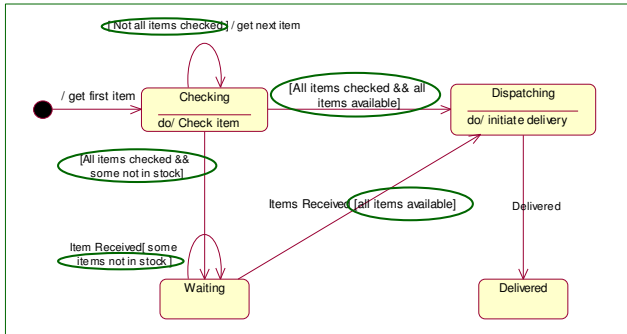 [ Not all items checked ] / get next item
/ get first item
Checking
do/ Check item
[All items checked && all
items available]
Dispatching
do/ initiate delivery
[All items checked &&
some not in stock]
Items Received [all items available]
Delivered
Item Received[ some
items not in stock]
Waiting
Delivered